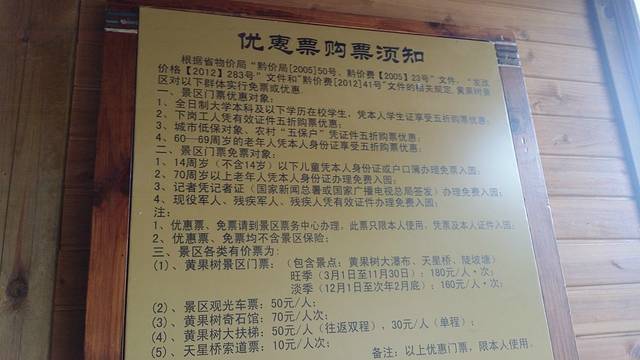 优惠票购票须知
根据省物价局“黔价局[2005]50号、黔价费【2005】23号”文件，“发改
价格【2012】283号”文件和“黔价费[2012]41号”文件的相关规定，黄果树景
区对以下群体实行免票或优惠
一、景区门票优惠对象：
1、全日制大学本科及以下学历在校学生，凭本人学生证享受五折购票优惠；
2、下岗工人凭有效证件五折购票优惠；
3、城市低保对象、农村“五保户”凭证件五折购票优惠；
4、60—69周岁的老年人凭本人身份证享受五折购票优惠；
二、景区门票免票对象：
1、14周岁（不含14岁）以下儿童凭本人身份证或户口簿办理免票入园；
2、70周岁以上老年人凭本人身份证办理免费入园；
3、记者凭记者证（国家新闻总署或国家广播电视总局签发）办理免费入园；
4、现役军人、残疾军人、残疾人凭有效证件办理免费入园；
注：
1、优惠票、免票请到景区票务中心办理，此票只限本人使用，凭票及本人证件入园；
2、优惠票、免票均不含景区保险；
三、景区各类有价票为：
（1）、黄果树景区门票：（包含景点：黄果树大瀑布、天星桥、陡坡塘）
旺季（3月1日至11月30日）：180元/人·次；
淡季（12月1日至次年2月底）：160元/人·次；
（2）、景区观光车票：50元/人；
（3）、黄果树奇石馆：70元/人次；
（4）、黄果树大扶梯：50元/人（往返双程），30元/人（单程）；
（5）、天星桥索道票：10元/人次；
备注：以上优惠门票，限本人使用．